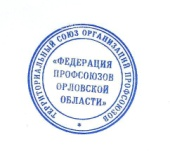 ТЕРРИТОРИАЛЬНЫЙ СОЮЗ ОРГАНИЗАЦИЙ ПРОФСОЮЗОВ
«ФЕДЕРАЦИЯ
ПРОФСОЮЗОВ
ОРЛОВСКОЙ
ОБЛАСТИ»